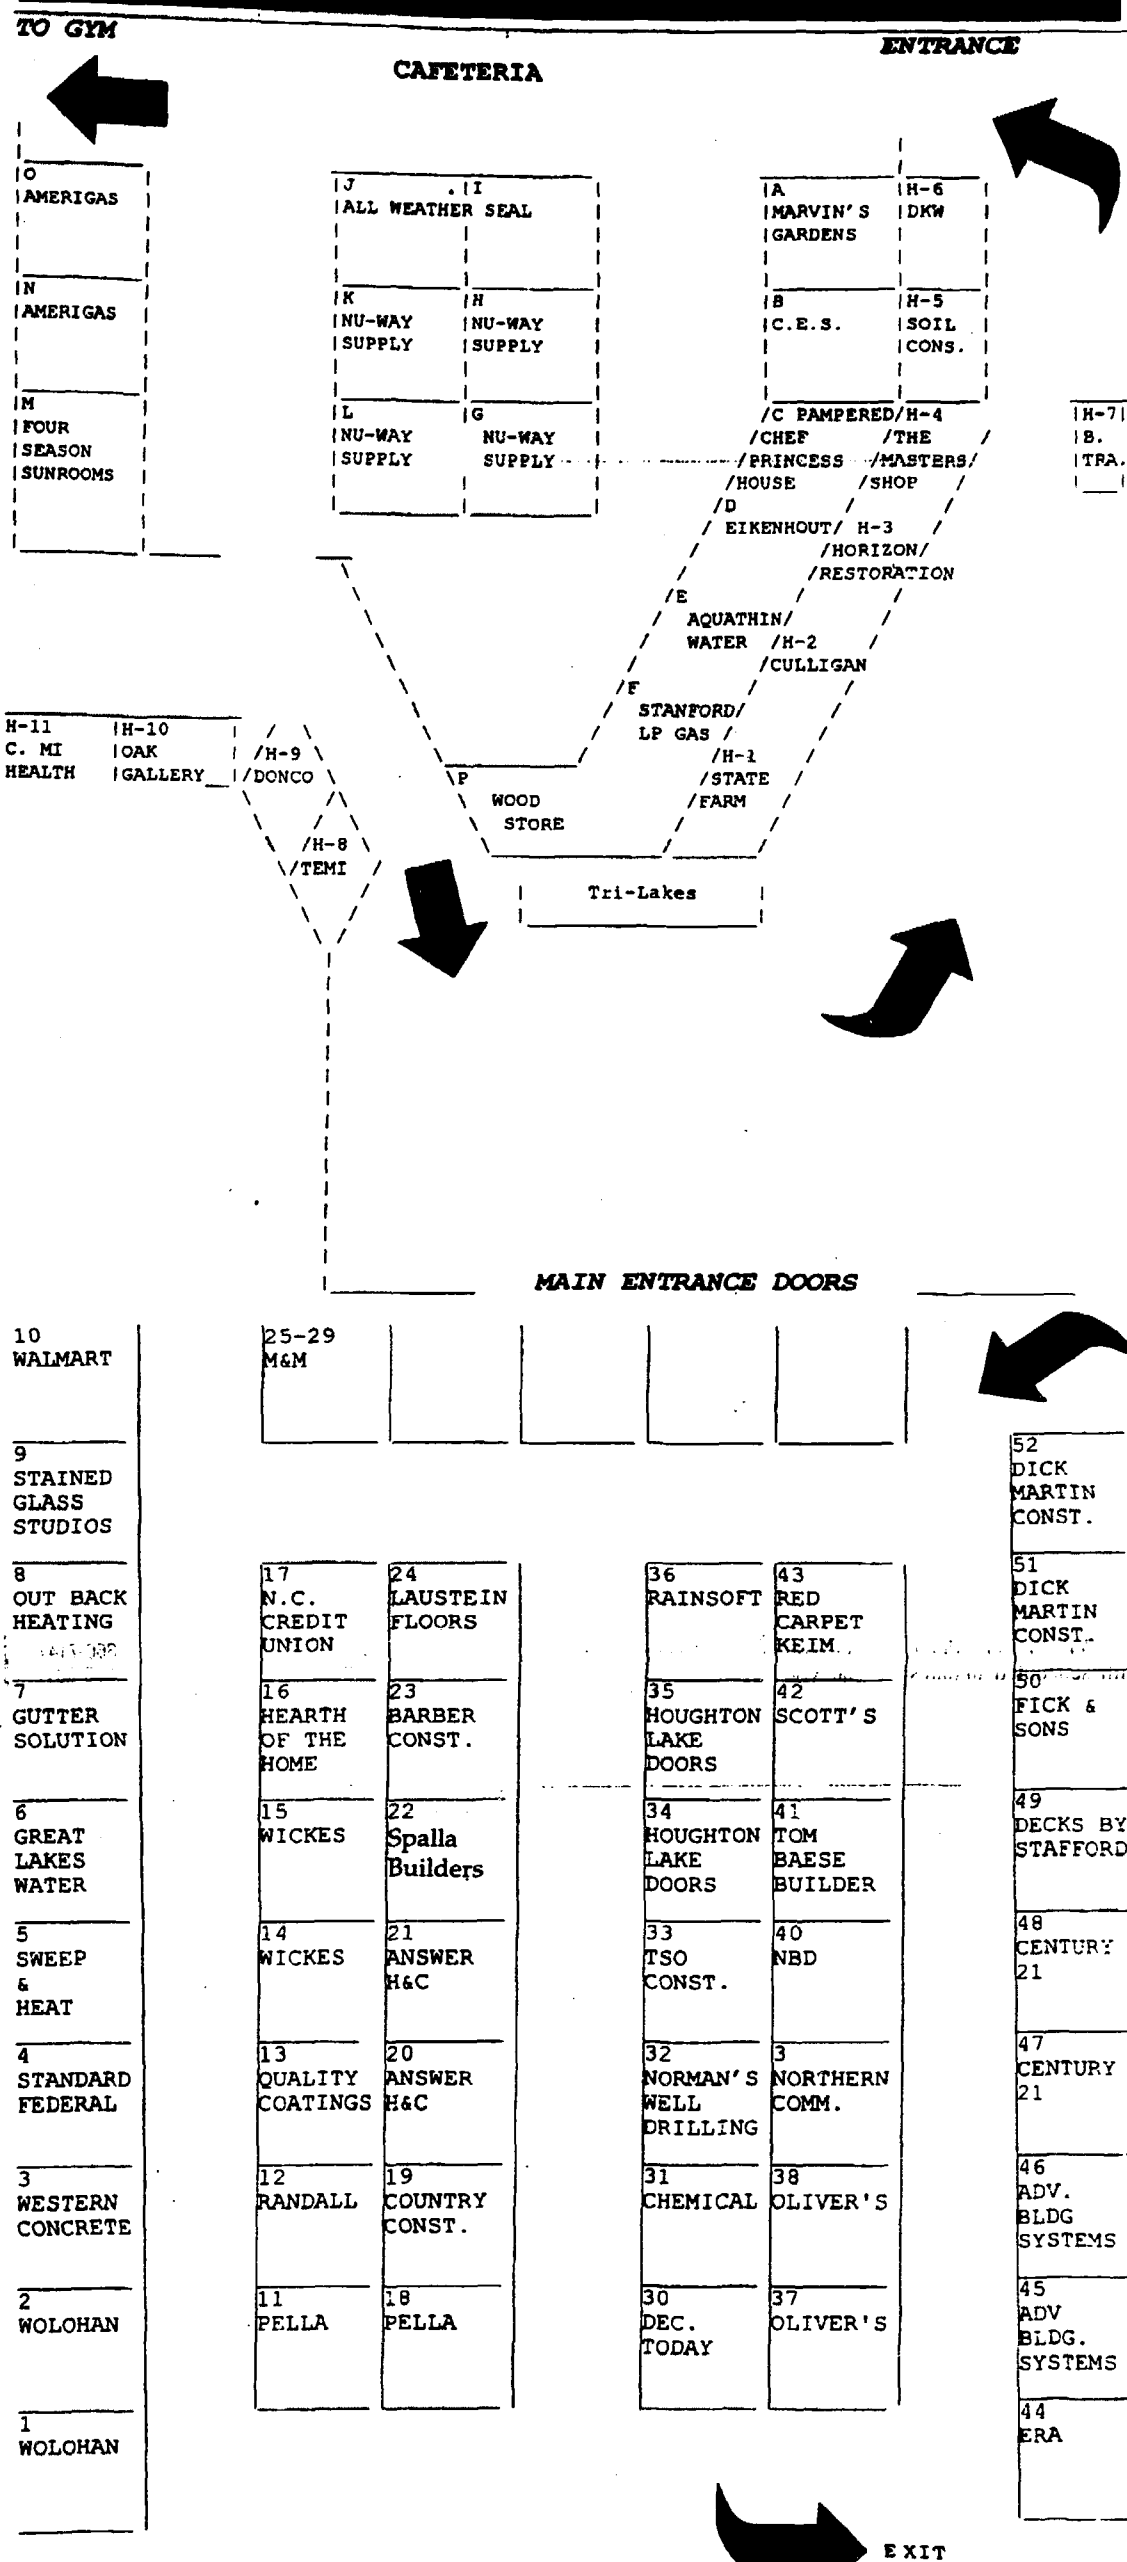 TO GYM
ENTRANCE
CAFETERIA
O
AMERIGAS
N
AMERIGAS
M
FOUR
SEASON
SUNROOMS
J
I
ALL WEATHER SEAL
K
NU-WAY
SUPPLY
H
NU-WAY
SUPPLY
L
NU-WAY
SUPPLY
G
NU-WAY
SUPPLY
A
MARVIN'S
GARDENS
H-6
DKW
B
C.E.S.
H-5
SOIL
CONS.
C PAMPERED
CHEF
PRINCESS
HOUSE
H-4
THE
MASTERS
SHOP
H-7
B.
TRA.
D
EIKENHOUT
H-3
HORIZON
RESTORATION
E
AQUATHIN
WATER
H-2
CULLIGAN
F
STANFORD
LP GAS
H-1
STATE
FARM
P
WOOD
STORE
H-11
C. MI
HEALTH
H-10
OAK
GALLERY
H-9
DONCO
H-8
TEMI
Tri-Lakes
MAIN ENTRANCE DOORS
10
WALMART
9
STAINED
GLASS
STUDIOS
8
OUT BACK
HEATING
7
GUTTER
SOLUTION
6
GREAT
LAKES
WATER
5
SWEEP
&
HEAT
4
STANDARD
FEDERAL
3
WESTERN
CONCRETE
2
WOLOHAN
1
WOLOHAN
25-29
M&M
17
N.C.
CREDIT
UNION
16
HEARTH
OF THE
HOME
15
WICKES
14
WICKES
13
QUALITY
COATINGS
12
RANDALL
11
PELLA
24
LAUSTEIN
FLOORS
23
BARBER
CONST.
22
Spalla
Builders
21
ANSWER
H&C
20
ANSWER
H&C
19
COUNTRY
CONST.
18
PELLA
36
RAINSOFT
35
HOUGHTON
LAKE
DOORS
34
HOUGHTON
LAKE
DOORS
33
TSO
CONST.
32
NORMAN'S
WELL
DRILLING
31
CHEMICAL
30
DEC.
TODAY
43
RED
CARPET
KEIM
42
SCOTT'S
41
TOM
BAESE
BUILDER
40
NBD
3
NORTHERN
COMM.
38
OLIVER'S
37
OLIVER'S
52
DICK
MARTIN
CONST.
51
DICK
MARTIN
CONST.
50
FICK &
SONS
49
DECKS BY
STAFFORD
48
CENTURY
21
47
CENTURY
21
46
ADV.
BLDG
SYSTEMS
45
ADV
BLDG.
SYSTEMS
44
ERA
EXIT